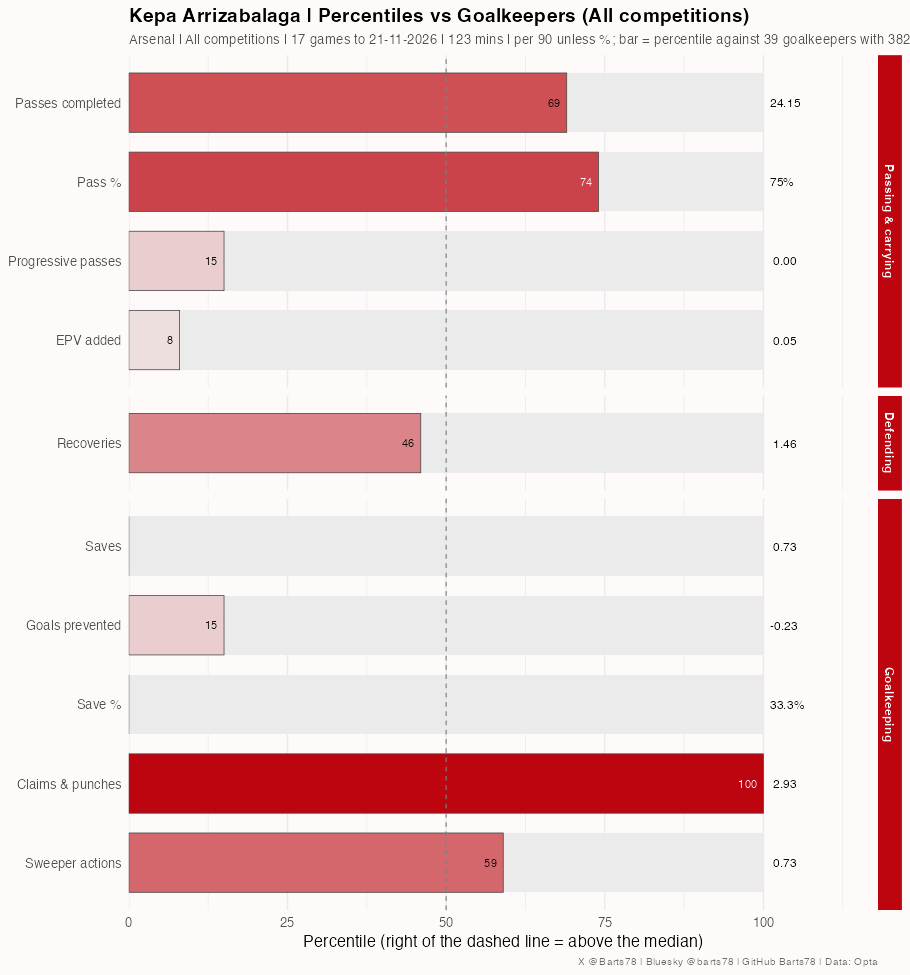 Kepa Arrizabalaga | Percentiles vs Goalkeepers (All competitions)
Arsenal | All competitions | 17 games to 21-11-2026 | 123 mins | per 90 unless %; bar = percentile against 39 goalkeepers with 382
Passes completed 69 24.15
Pass % 74 75%
Progressive passes 15 0.00
EPV added 8 0.05
Passing & carrying
Recoveries 46 1.46
Defending
Saves 0.73
Goals prevented 15 -0.23
Save % 33.3%
Claims & punches 100 2.93
Sweeper actions 59 0.73
Goalkeeping
0 25 50 75 100
Percentile (right of the dashed line = above the median)
X @Barts78 | Bluesky @barts78 | GitHub Barts78 | Data: Opta